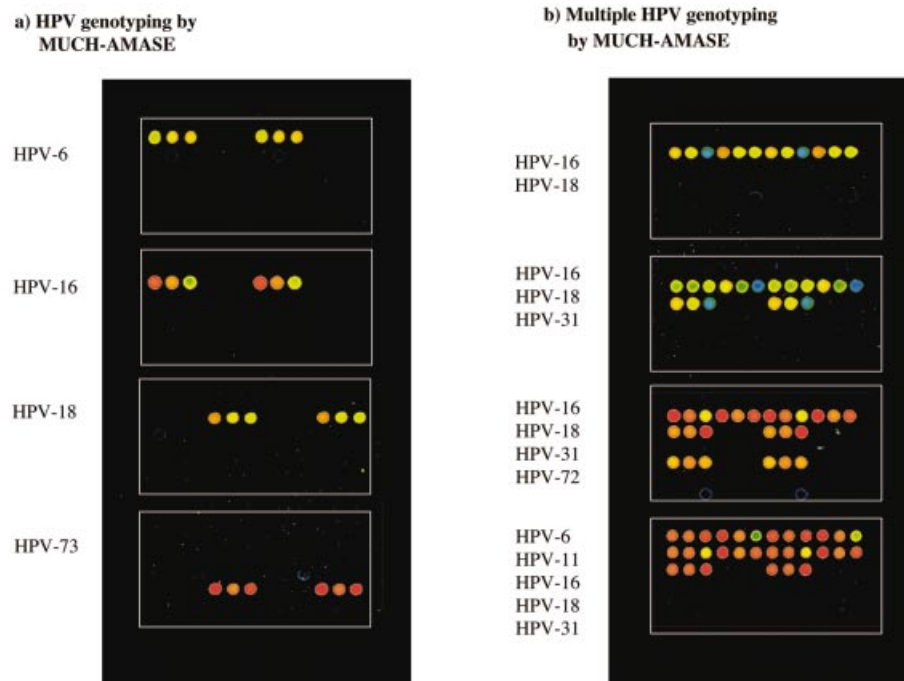 a) HPV genotyping by
MUCH-AMASE
HPV-6
HPV-16
HPV-18
HPV-73
b) Multiple HPV genotyping
by MUCH-AMASE
HPV-16
HPV-18
HPV-16
HPV-18
HPV-31
HPV-16
HPV-18
HPV-31
HPV-72
HPV-6
HPV-11
HPV-16
HPV-18
HPV-31